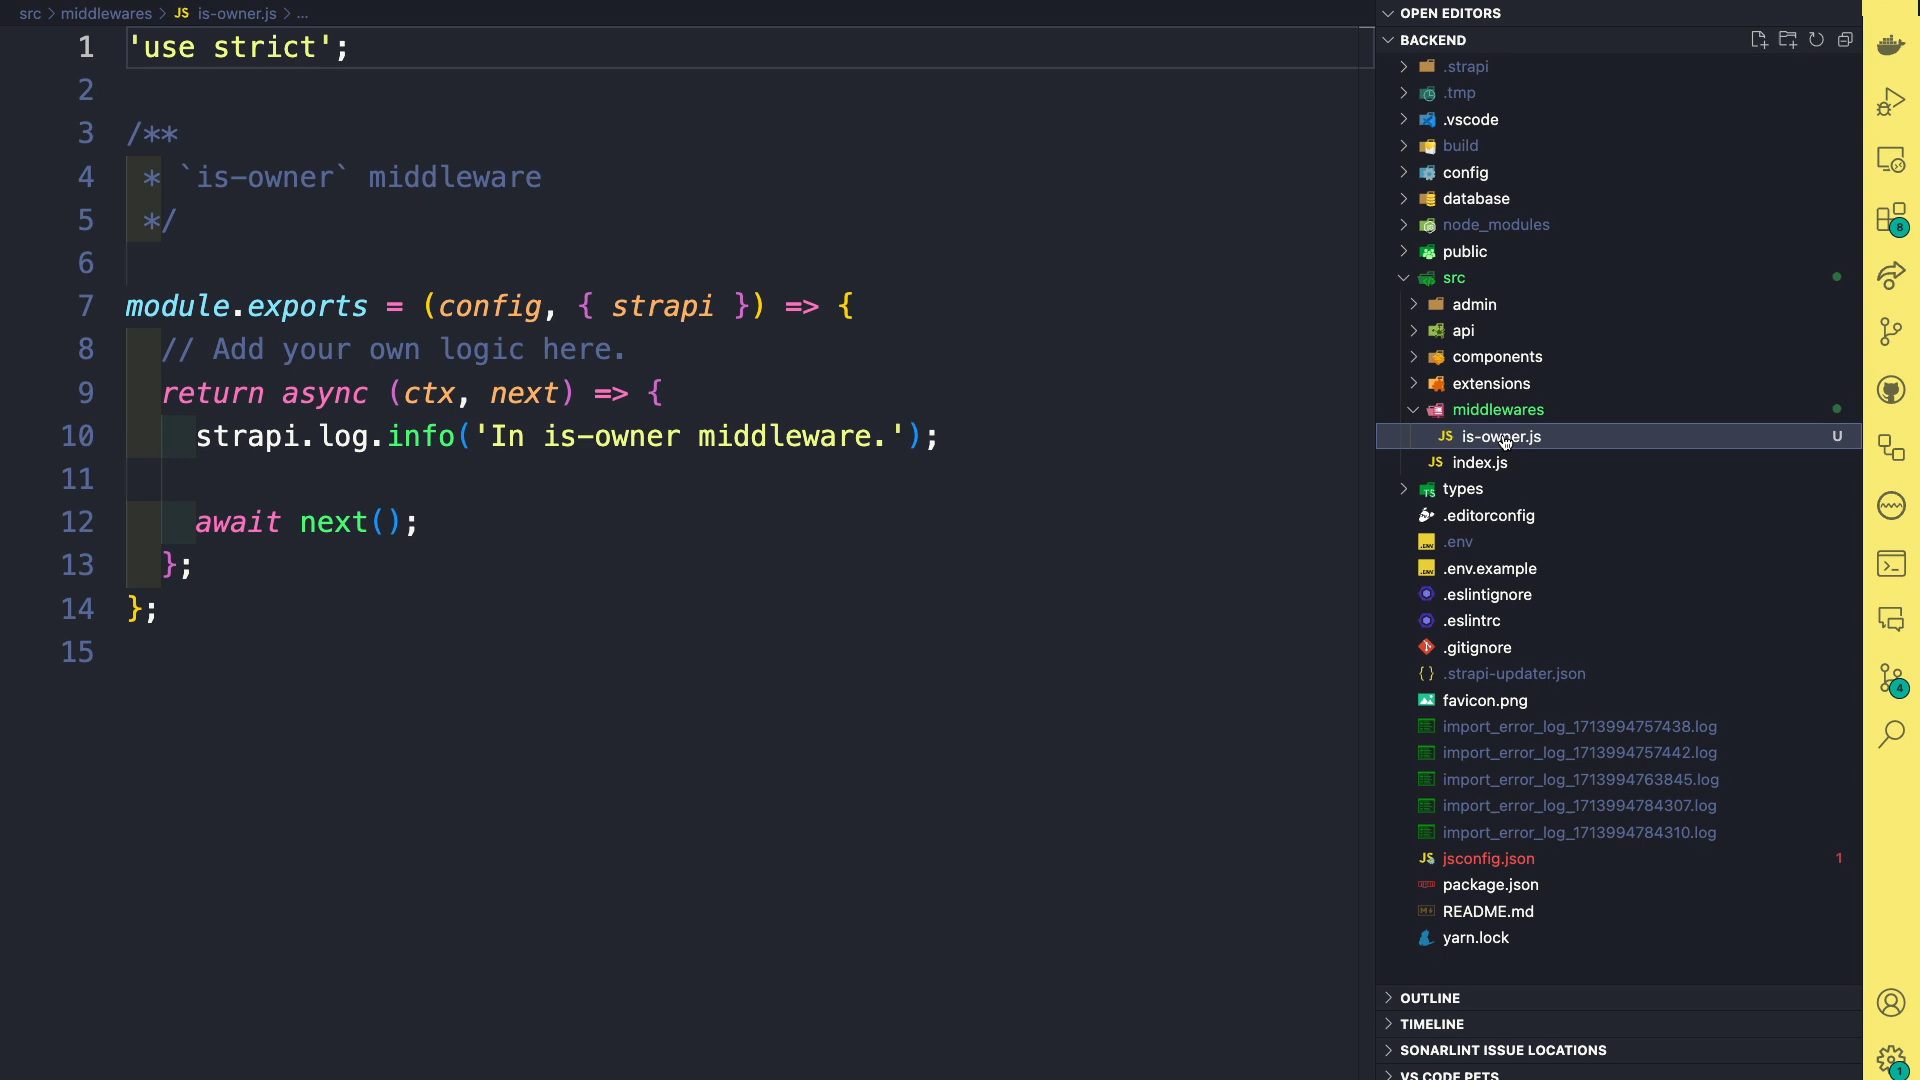 src > middlewares > JS is-owner.js > ...
1 'use strict';
2
3 /**
4 * `is-owner` middleware
5 */
6
7 module.exports = (config, { strapi }) => {
8 // Add your own logic here.
9 return async (ctx, next) => {
10 strapi.log.info('In is-owner middleware.');
11
12 await next();
13 };
14 };
15
OPEN EDITORS
BACKEND
.strapi
.tmp
.vscode
build
config
database
node_modules
public
src
admin
api
components
extensions
middlewares
JS is-owner.js U
JS index.js
TS types
.editorconfig
.ENV .env
.ENV .env.example
.eslintignore
.eslintrc
.gitignore
{} .strapi-updater.json
favicon.png
import_error_log_1713994757438.log
import_error_log_1713994757442.log
import_error_log_1713994763845.log
import_error_log_1713994784307.log
import_error_log_1713994784310.log
JS jsconfig.json 1
package.json
README.md
yarn.lock
OUTLINE
TIMELINE
SONARLINT ISSUE LOCATIONS
VS CODE PETS
8
4
1